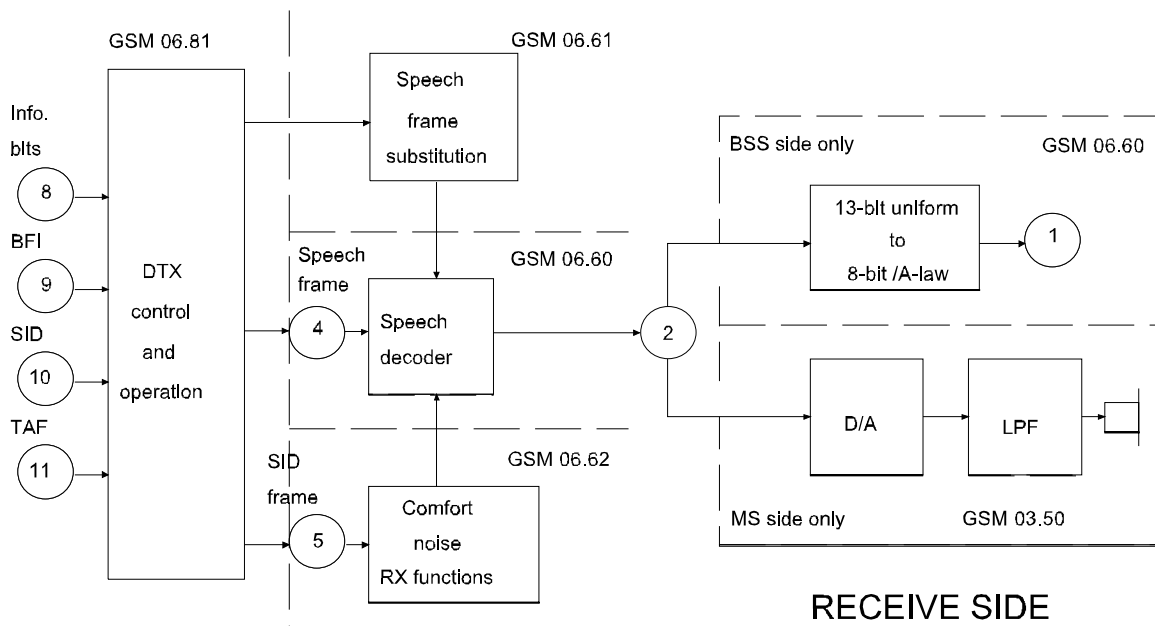 GSM 06.81
GSM 06.61
Info.
blts
8
BFI
9
SID
10
TAF
11
DTX
control
and
operation
Speech
frame
substitution
Speech
frame
GSM 06.60
4
Speech
decoder
SID
frame
GSM 06.62
5
Comfort
noise
RX functions
2
BSS side only
GSM 06.60
13-blt unlform
to
8-bit /A-law
1
D/A
LPF
MS side only
GSM 03.50
RECEIVE SIDE